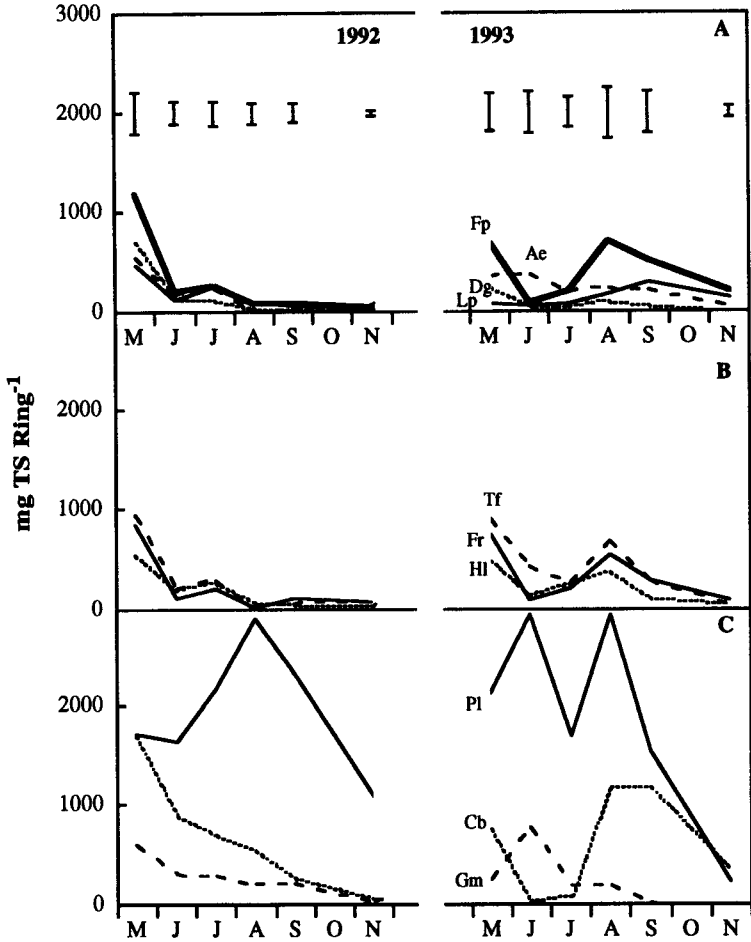 1992 1993 A
3000
2000
1000
0
Fp
Ae
Dg
Lp
M J J A S O N M J J A S O N
B
mg TS Ring-1
2000
1000
0
Tf
Fr
Hl
C
2000
1000
0
Pl
Cb
Gm
M J J A S O N M J J A S O N